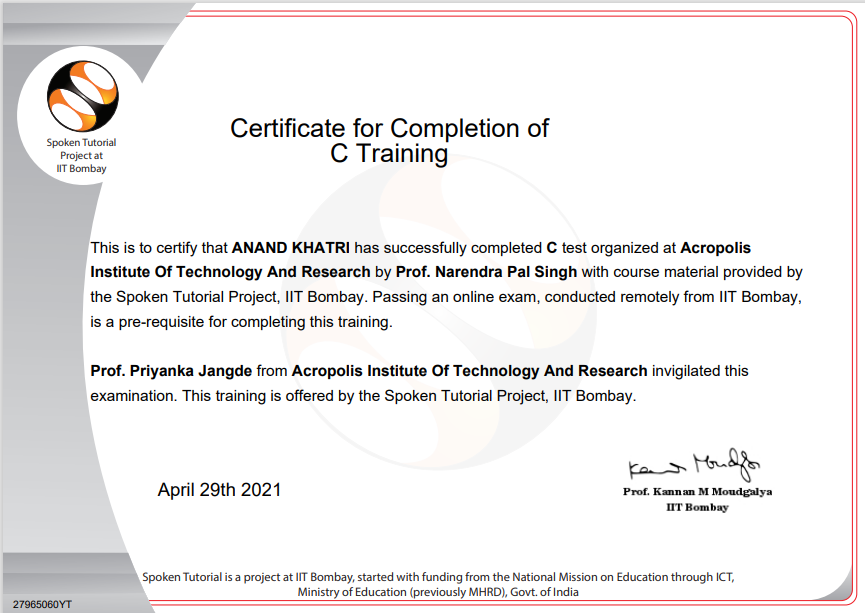 Spoken Tutorial
Project at
IIT Bombay
Certificate for Completion of
C Training
This is to certify that ANAND KHATRI has successfully completed C test organized at Acropolis
Institute Of Technology And Research by Prof. Narendra Pal Singh with course material provided by
the Spoken Tutorial Project, IIT Bombay. Passing an online exam, conducted remotely from IIT Bombay,
is a pre-requisite for completing this training.
Prof. Priyanka Jangde from Acropolis Institute Of Technology And Research invigilated this
examination. This training is offered by the Spoken Tutorial Project, IIT Bombay.
April 29th 2021
Prof. Kannan M Moudgalya
IIT Bombay
Spoken Tutorial is a project at IIT Bombay, started with funding from the National Mission on Education through ICT,
Ministry of Education (previously MHRD), Govt. of India
27965060YT